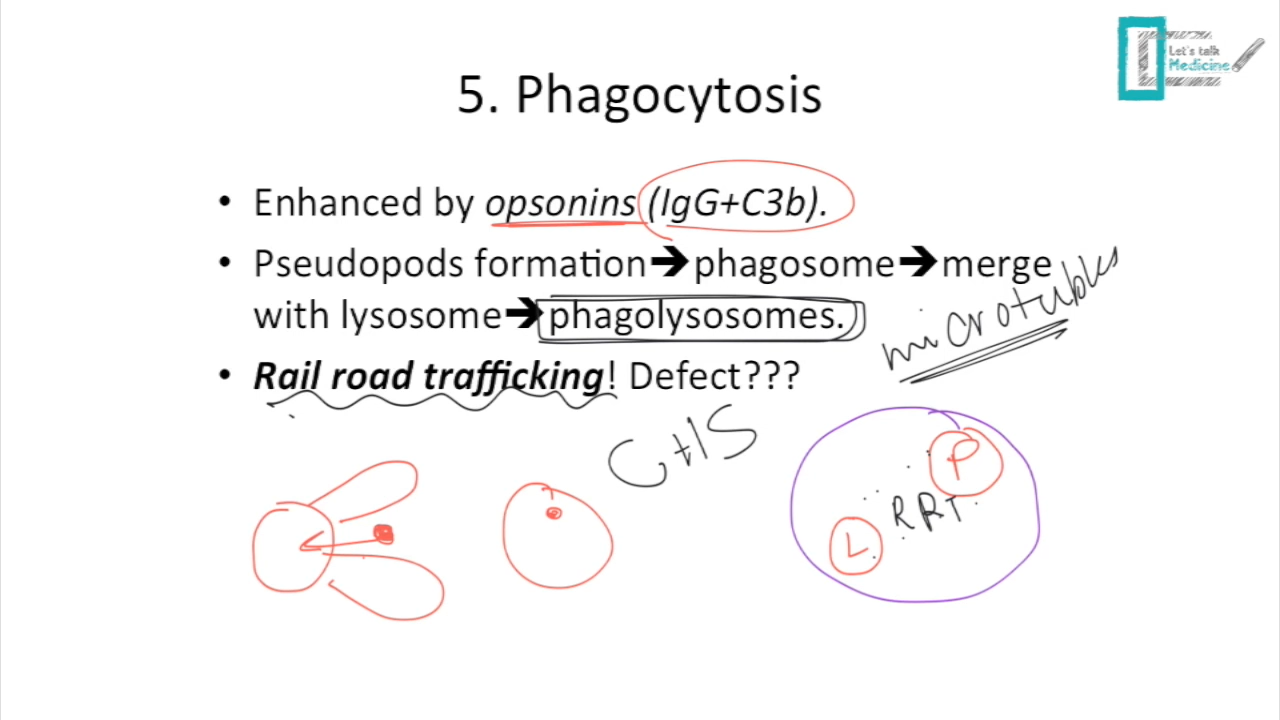 Let's talk
Medicine
5. Phagocytosis
• Enhanced by opsonins (IgG+C3b).
• Pseudopods formation➔phagosome➔merge
with lysosome➔phagolysosomes.
microtubles
• Rail road trafficking! Defect???
CHS
P
RRT
L